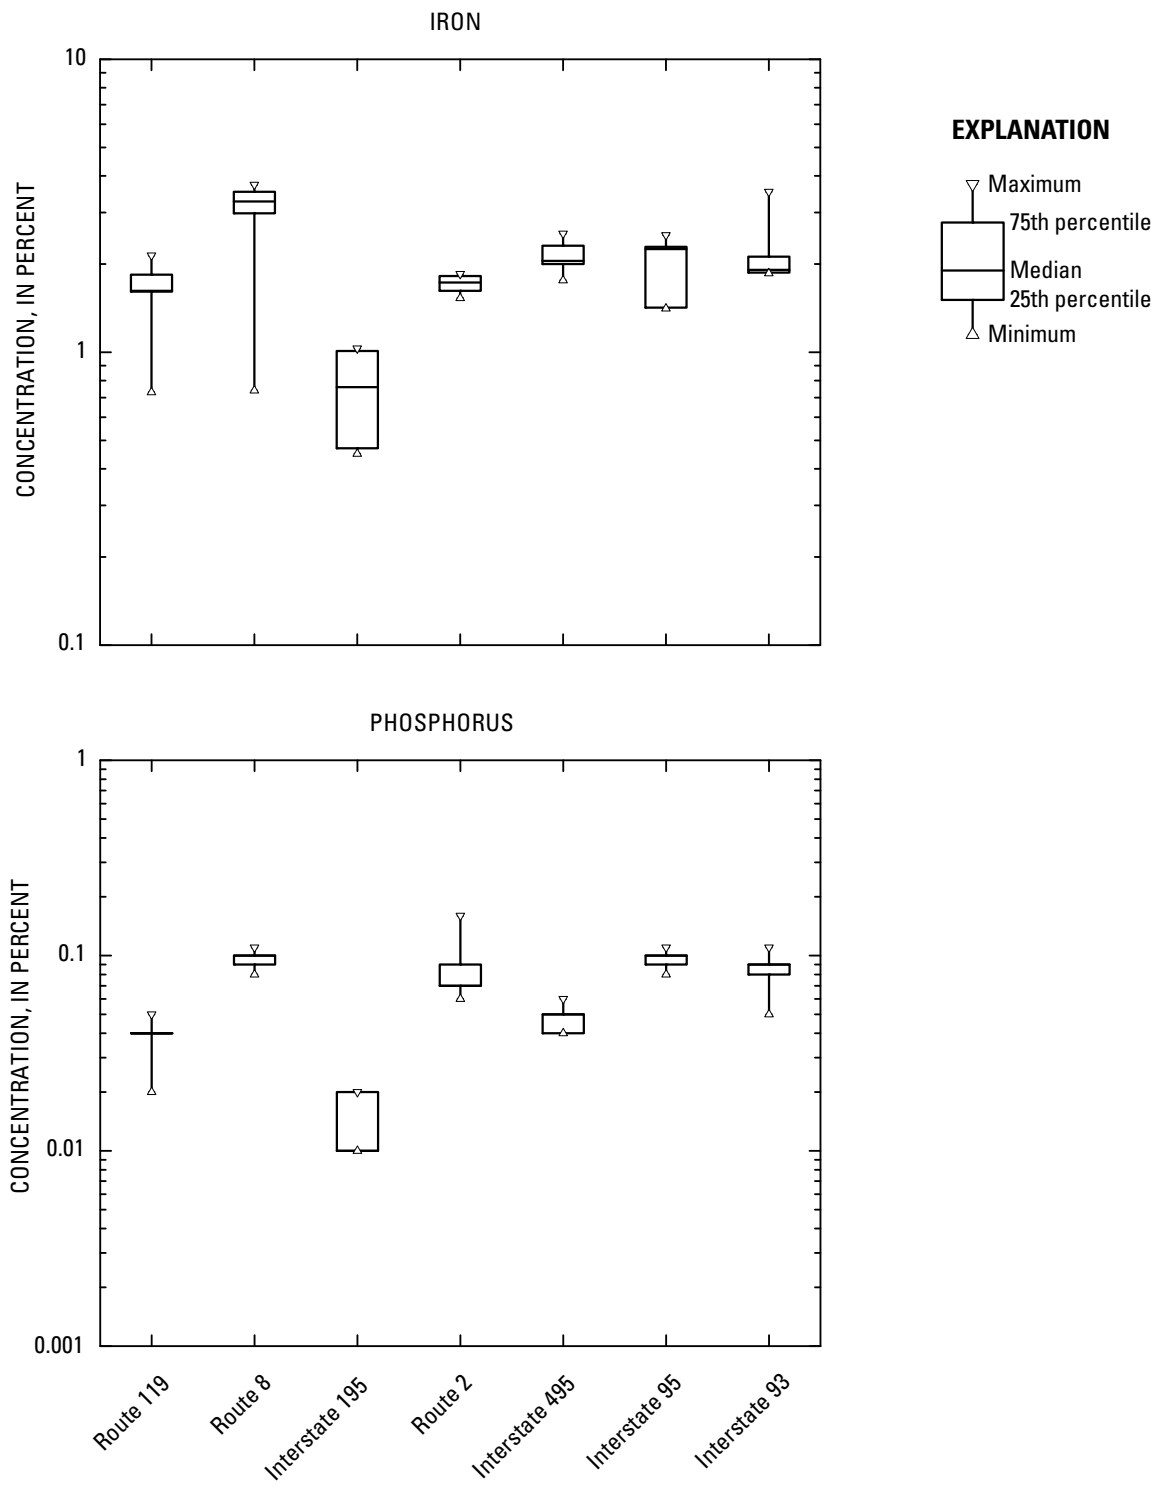 IRON
10
1
0.1
CONCENTRATION, IN PERCENT
EXPLANATION
Maximum
75th percentile
Median
25th percentile
Minimum
PHOSPHORUS
1
0.1
0.01
0.001
CONCENTRATION, IN PERCENT
Route 119
Route 8
Interstate 195
Route 2
Interstate 495
Interstate 95
Interstate 93